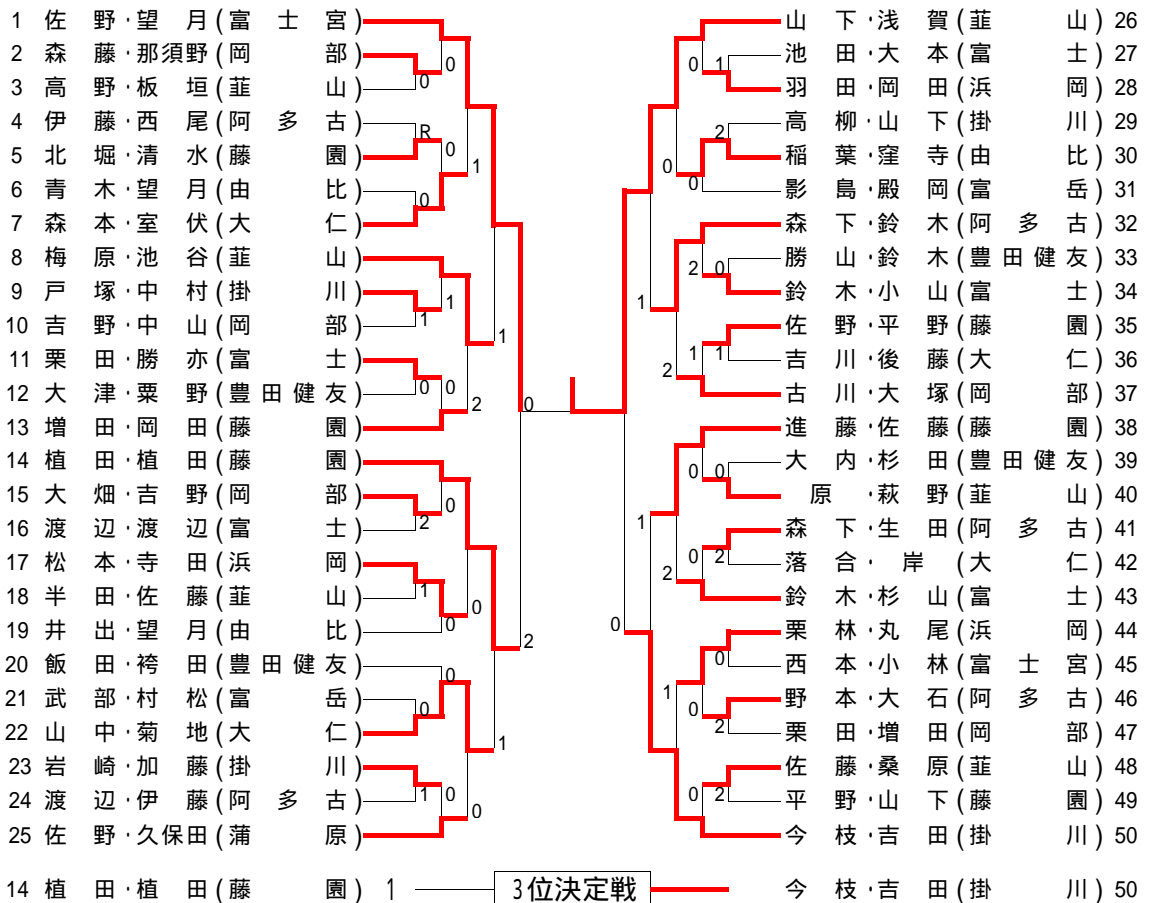 1 佐野・望月(富士宮) 山下・浅賀(韮山) 26
2 森藤・那須野(岡部) 0 0 1 池田・大本(富士) 27
3 高野・板垣(韮山) 0 羽田・岡田(浜岡) 28
4 伊藤・西尾(阿多古) R 2 高柳・山下(掛川) 29
5 北堀・清水(藤園) 0 1 0 稲葉・窪寺(由比) 30
6 青木・望月(由比) 0 0 影島・殿岡(富岳) 31
7 森本・室伏(大仁) 森下・鈴木(阿多古) 32
8 梅原・池谷(韮山) 2 0 勝山・鈴木(豊田健友) 33
9 戸塚・中村(掛川) 1 1 鈴木・小山(富士) 34
10 吉野・中山(岡部) 1 1 佐野・平野(藤園) 35
11 栗田・勝亦(富士) 1 1 吉川・後藤(大仁) 36
12 大津・粟野(豊田健友) 0 0 2 古川・大塚(岡部) 37
13 増田・岡田(藤園) 2 0 進藤・佐藤(藤園) 38
14 植田・植田(藤園) 0 0 大内・杉田(豊田健友) 39
15 大畑・吉野(岡部) 0 原・萩野(韮山) 40
16 渡辺・渡辺(富士) 2 1 森下・生田(阿多古) 41
17 松本・寺田(浜岡) 0 2 落合・岸(大仁) 42
18 半田・佐藤(韮山) 1 0 2 鈴木・杉山(富士) 43
19 井出・望月(由比) 0 2 0 栗林・丸尾(浜岡) 44
20 飯田・袴田(豊田健友) 0 0 西本・小林(富士宮) 45
21 武部・村松(富岳) 0 1 0 野本・大石(阿多古) 46
22 山中・菊地(大仁) 1 2 栗田・増田(岡部) 47
23 岩崎・加藤(掛川) 佐藤・桑原(韮山) 48
24 渡辺・伊藤(阿多古) 1 0 0 0 2 平野・山下(藤園) 49
25 佐野・久保田(蒲原) 今枝・吉田(掛川) 50
14 植田・植田(藤園) 1 3位決定戦 今枝・吉田(掛川) 50